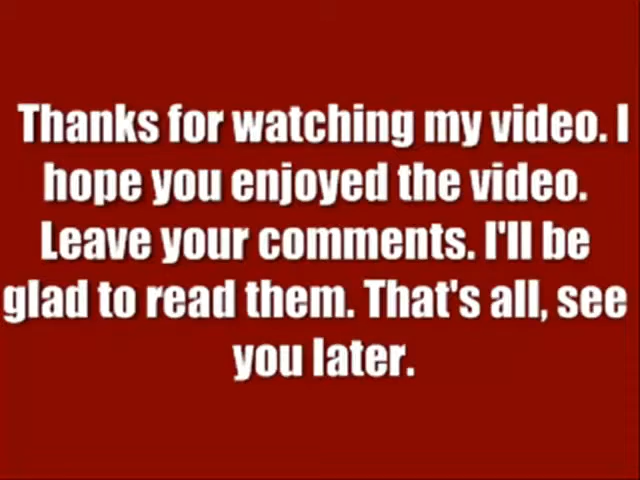 Thanks for watching my video. I
hope you enjoyed the video.
Leave your comments. I'll be
glad to read them. That's all, see
you later.